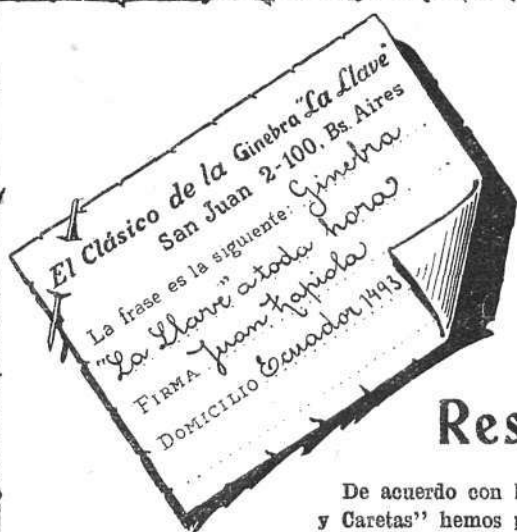 El Clásico de la Ginebra "La Llave"
San Juan 2-100, Bs. Aires
La frase es la siguiente: Ginebra
"La Llave" a toda hora
FIRMA Juan Zapiola
DOMICILIO Ecuador 1493
Res
De acuerdo con l
y Caretas" hemos p